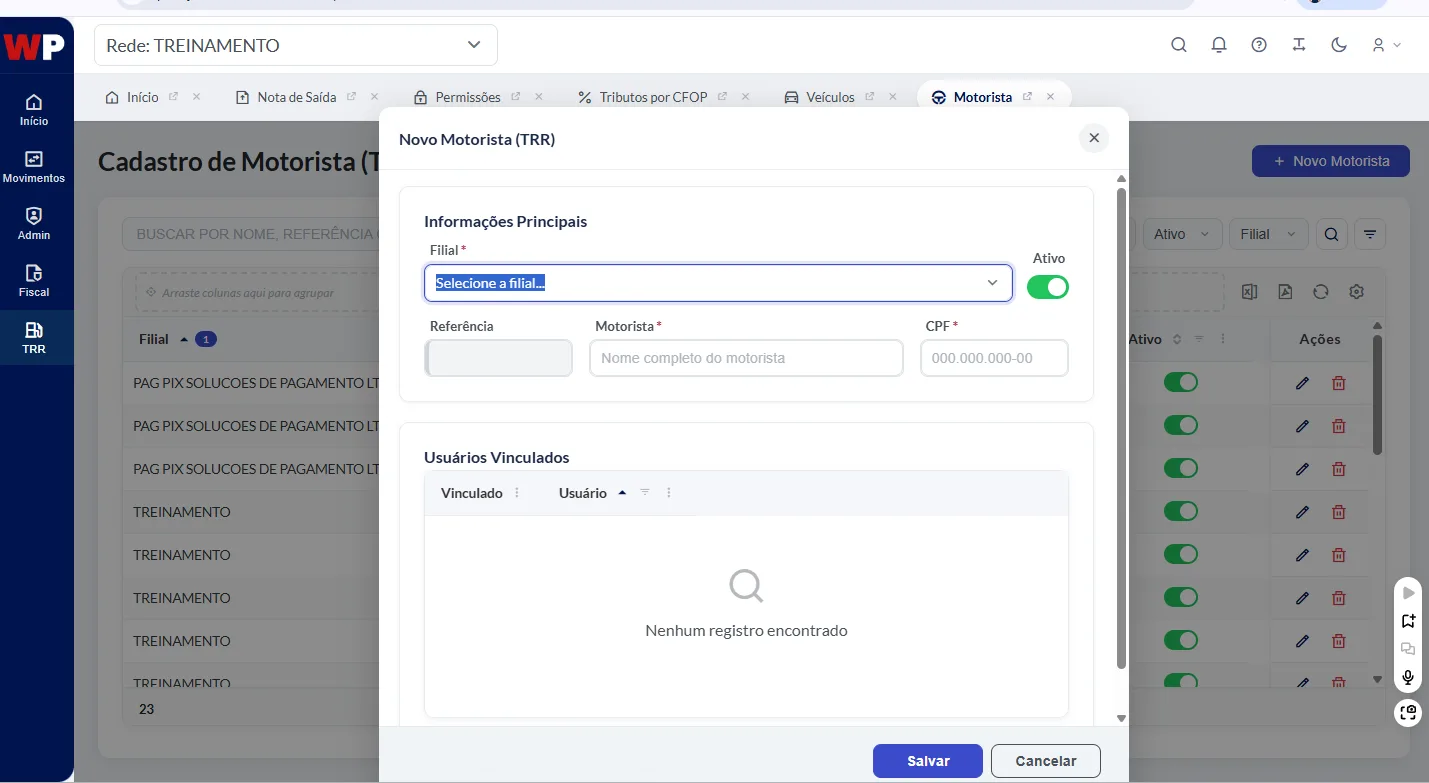 WP
Rede: TREINAMENTO
Início
Nota de Saída
Permissões
Tributos por CFOP
Veículos
Motorista
Início
Movimentos
Admin
Fiscal
TRR
Cadastro de Motorista (T
+ Novo Motorista
BUSCAR POR NOME, REFERÊNCIA
Ativo
Filial
Arraste colunas aqui para agrupar
Filial 1
Ativo
Ações
PAG PIX SOLUCOES DE PAGAMENTO LT
PAG PIX SOLUCOES DE PAGAMENTO LT
PAG PIX SOLUCOES DE PAGAMENTO LT
TREINAMENTO
TREINAMENTO
TREINAMENTO
TREINAMENTO
TREINAMENTO
23
Novo Motorista (TRR)
Informações Principais
Filial*
Ativo
Selecione a filial...
Referência
Motorista*
CPF*
Nome completo do motorista
000.000.000-00
Usuários Vinculados
Vinculado
Usuário
Nenhum registro encontrado
Salvar
Cancelar